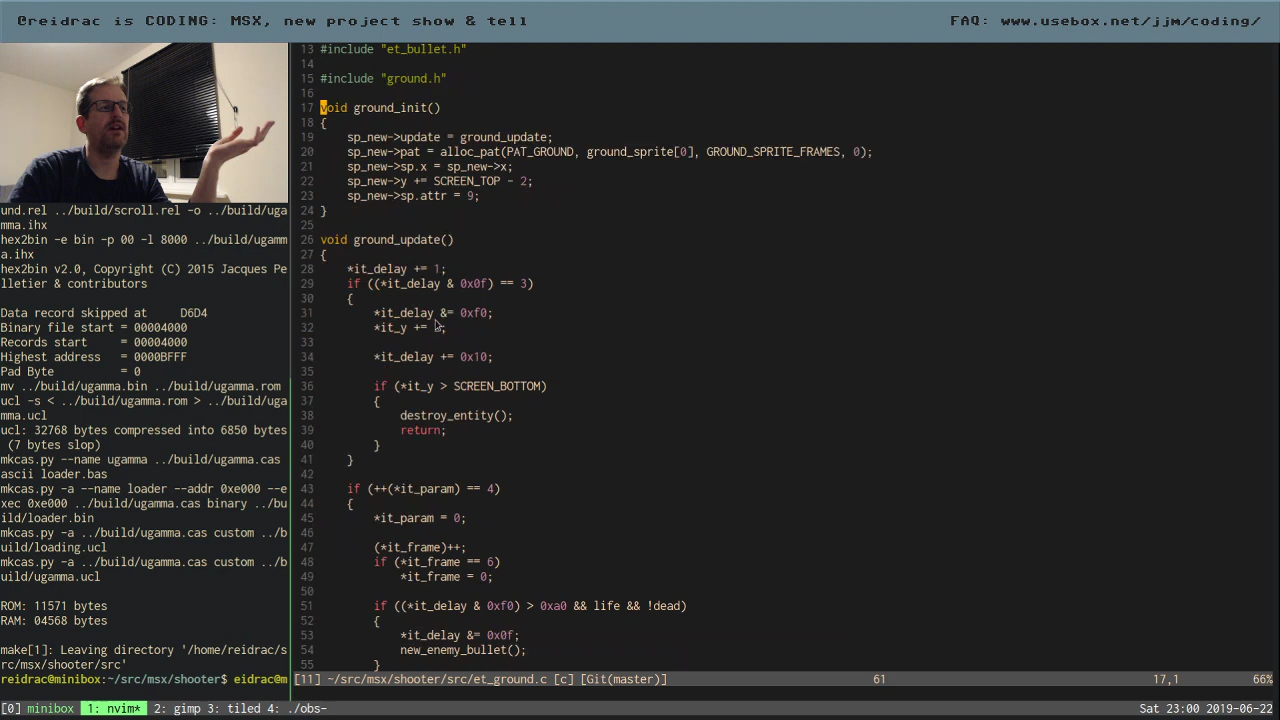 @reidrac is CODING: MSX, new project show & tell
FAQ: www.usebox.net/jjm/coding/
und.rel ../build/scroll.rel -o ../build/uga
mma.ihx
hex2bin -e bin -p 00 -l 8000 ../build/ugamm
a.ihx
hex2bin v2.0, Copyright (C) 2015 Jacques Pe
lletier & contributors
Data record skipped at     D6D4
Binary file start = 00004000
Records start     = 00004000
Highest address   = 0000BFFF
Pad Byte          = 0
mv ../build/ugamma.bin ../build/ugamma.rom
ucl -s < ../build/ugamma.rom > ../build/uga
mma.ucl
ucl: 32768 bytes compressed into 6850 bytes
(7 bytes slop)
mkcas.py --name ugamma ../build/ugamma.cas
ascii loader.bas
mkcas.py -a --name loader --addr 0xe000 --e
xec 0xe000 ../build/ugamma.cas binary ../bu
ild/loader.bin
mkcas.py -a ../build/ugamma.cas custom ../b
uild/loading.ucl
mkcas.py -a ../build/ugamma.cas custom ../b
uild/ugamma.ucl
ROM: 11571 bytes
RAM: 04568 bytes
make[1]: Leaving directory '/home/reidrac/s
rc/msx/shooter/src'
reidrac@minibox:~/src/msx/shooter$ eidrac@m
13 #include "et_bullet.h"
14
15 #include "ground.h"
16
17 void ground_init()
18 {
19     sp_new->update = ground_update;
20     sp_new->pat = alloc_pat(PAT_GROUND, ground_sprite[0], GROUND_SPRITE_FRAMES, 0);
21     sp_new->sp.x = sp_new->x;
22     sp_new->y += SCREEN_TOP - 2;
23     sp_new->sp.attr = 9;
24 }
25
26 void ground_update()
27 {
28     *it_delay += 1;
29     if ((*it_delay & 0x0f) == 3)
30     {
31         *it_delay &= 0xf0;
32         *it_y += ;
33
34         *it_delay += 0x10;
35
36         if (*it_y > SCREEN_BOTTOM)
37         {
38             destroy_entity();
39             return;
40         }
41     }
42
43     if (++(*it_param) == 4)
44     {
45         *it_param = 0;
46
47         (*it_frame)++;
48         if (*it_frame == 6)
49             *it_frame = 0;
50
51         if ((*it_delay & 0xf0) > 0xa0 && life && !dead)
52         {
53             *it_delay &= 0x0f;
54             new_enemy_bullet();
55         }
[11] ~/src/msx/shooter/src/et_ground.c [c] [Git(master)] 61 17,1 66%
[0] minibox 1: nvim* 2: gimp 3: tiled 4: ./obs- Sat 23:00 2019-06-22